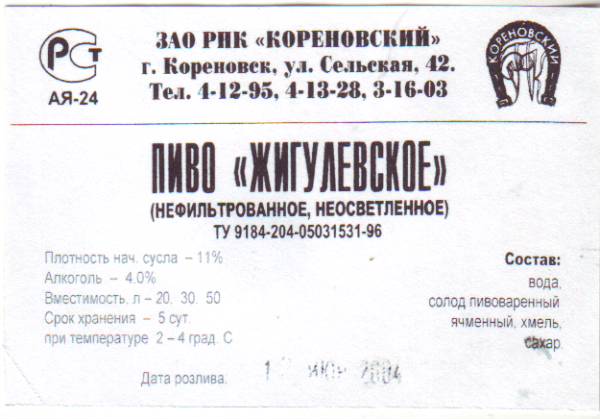 РСТ
АЯ-24
ЗАО РПК «КОРЕНОВСКИЙ»
г. Кореновск, ул. Сельская, 42.
Тел. 4-12-95, 4-13-28, 3-16-03
КОРЕНОВСКИЙ
ПИВО «ЖИГУЛЕВСКОЕ»
(НЕФИЛЬТРОВАННОЕ, НЕОСВЕТЛЕННОЕ)
ТУ 9184-204-05031531-96
Плотность нач. сусла – 11%
Алкоголь – 4.0%
Вместимость. л – 20. 30. 50
Срок хранения – 5 сут.
при температуре 2 – 4 град. С
Состав:
вода,
солод пивоваренный
ячменный, хмель,
сахар
Дата розлива: ИЮН 2004